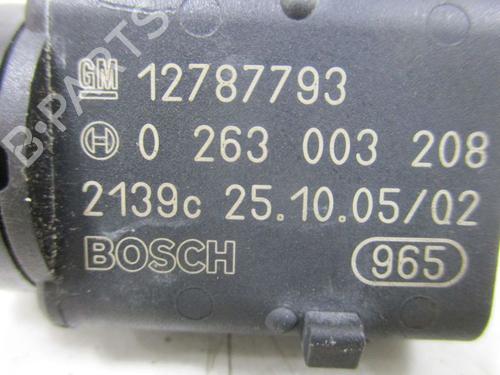 GM 12787793
0 263 003 208
2139c 25.10.05/02
BOSCH 965
B-PARTS